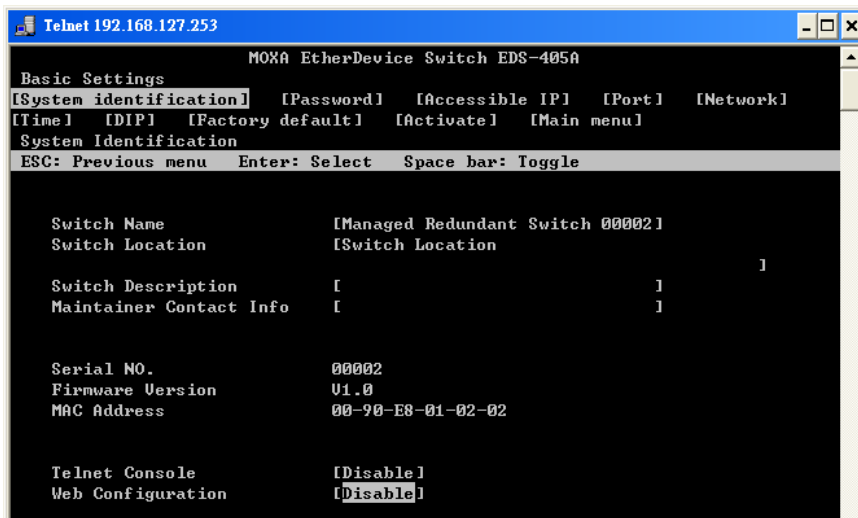 Telnet 192.168.127.253
MOXA EtherDevice Switch EDS-405A
Basic Settings
[System identification] [Password] [Accessible IP] [Port] [Network]
[Time] [DIP] [Factory default] [Activate] [Main menu]
System Identification
ESC: Previous menu Enter: Select Space bar: Toggle
Switch Name [Managed Redundant Switch 00002]
Switch Location [Switch Location
]
Switch Description [ ]
Maintainer Contact Info [ ]
Serial NO. 00002
Firmware Version V1.0
MAC Address 00-90-E8-01-02-02
Telnet Console [Disable]
Web Configuration [Disable]